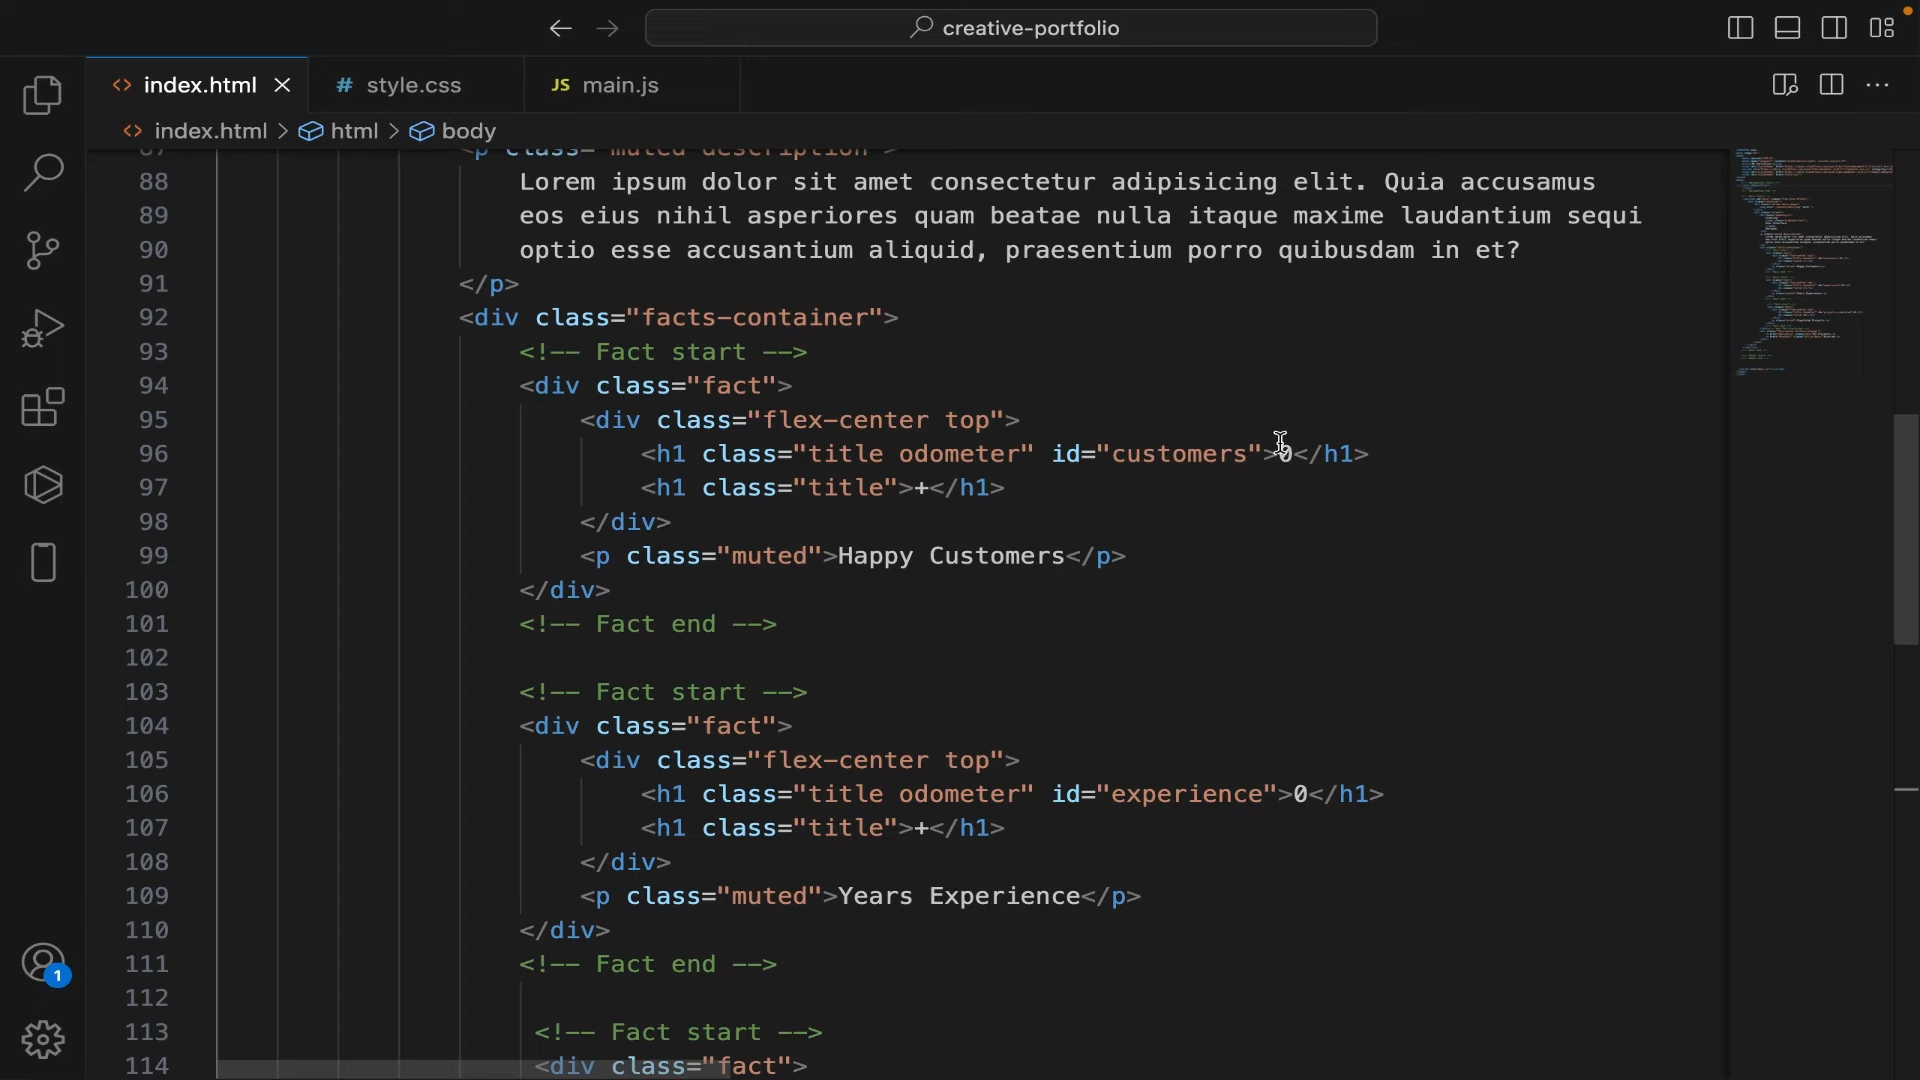 creative-portfolio
index.html
# style.css
JS main.js
index.html > html > body
87 <p class="muted description">
88 Lorem ipsum dolor sit amet consectetur adipisicing elit. Quia accusamus
89 eos eius nihil asperiores quam beatae nulla itaque maxime laudantium sequi
90 optio esse accusantium aliquid, praesentium porro quibusdam in et?
91 </p>
92 <div class="facts-container">
93 <!-- Fact start -->
94 <div class="fact">
95 <div class="flex-center top">
96 <h1 class="title odometer" id="customers">0</h1>
97 <h1 class="title">+</h1>
98 </div>
99 <p class="muted">Happy Customers</p>
100 </div>
101 <!-- Fact end -->
102
103 <!-- Fact start -->
104 <div class="fact">
105 <div class="flex-center top">
106 <h1 class="title odometer" id="experience">0</h1>
107 <h1 class="title">+</h1>
108 </div>
109 <p class="muted">Years Experience</p>
110 </div>
111 <!-- Fact end -->
112
113 <!-- Fact start -->
114 <div class="fact">
1